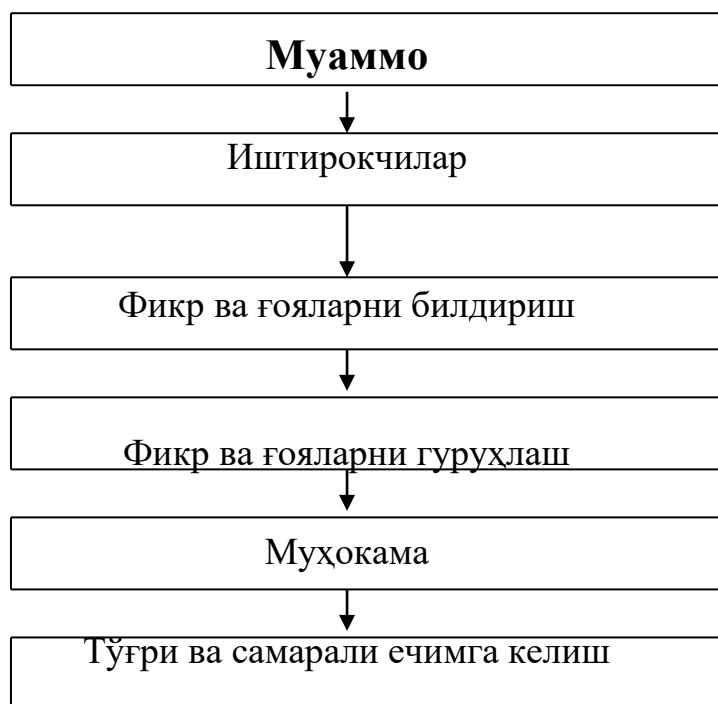 Муаммо
Иштирокчилар
Фикр ва ғояларни билдириш
Фикр ва ғояларни гуруҳлаш
Муҳокама
Тўғри ва самарали ечимга келиш